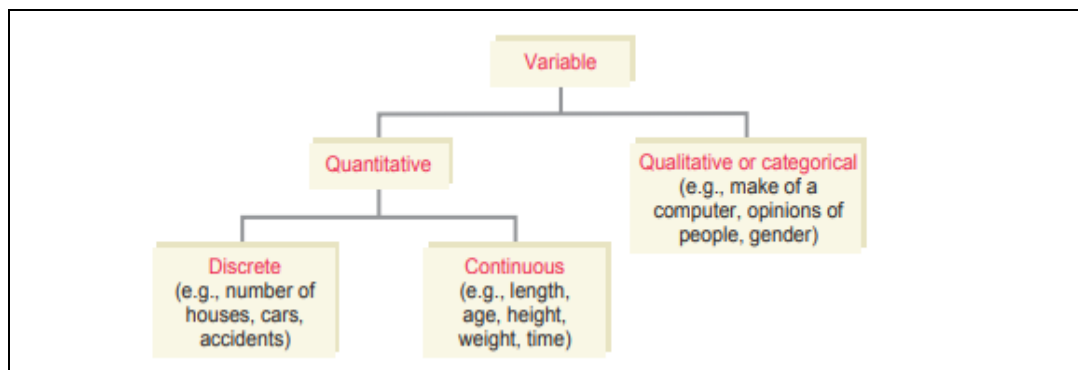 Variable
Quantitative
Qualitative or categorical
(e.g., make of a
computer, opinions of
people, gender)
Discrete
(e.g., number of
houses, cars,
accidents)
Continuous
(e.g., length,
age, height,
weight, time)